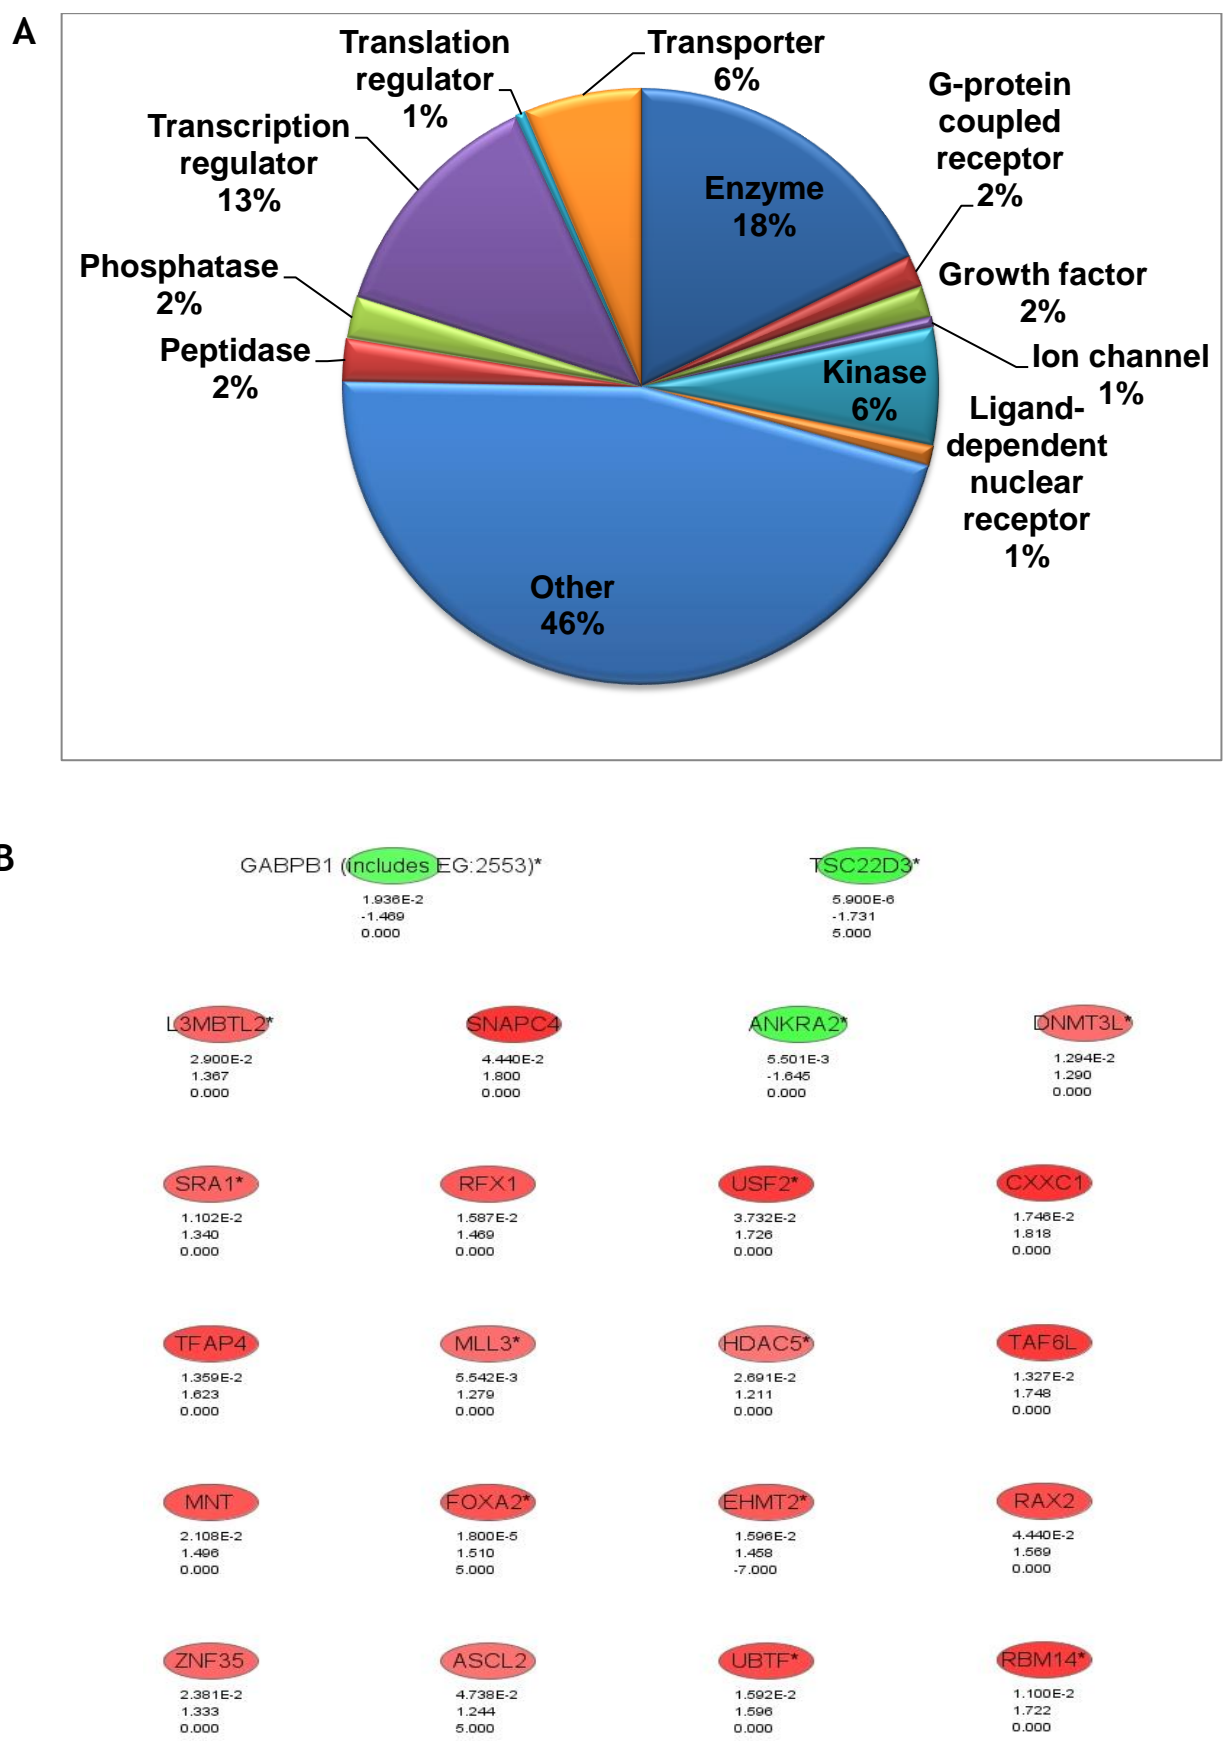 A
Translation
regulator
1%
Transporter
6%
G-protein
coupled
receptor
2%
Transcription
regulator
13%
Enzyme
18%
Phosphatase
2%
Growth factor
2%
Peptidase
2%
Ion channel
1%
Kinase
6%
Ligand-
dependent
nuclear
receptor
1%
Other
46%
B
GABPB1 (includes EG:2553)*
1.936E-2
-1.469
0.000
TSC22D3*
5.900E-6
-1.731
5.000
L3MBTL2*
2.900E-2
1.367
0.000
SNAPC4
4.440E-2
1.800
0.000
ANKRA2*
5.501E-3
-1.645
0.000
DNMT3L*
1.294E-2
1.290
0.000
SRA1*
1.102E-2
1.340
0.000
RFX1
1.587E-2
1.469
0.000
USF2*
3.732E-2
1.726
0.000
CXXC1
1.746E-2
1.818
0.000
TFAP4
1.359E-2
1.623
0.000
MLL3*
5.542E-3
1.279
0.000
HDAC5*
2.691E-2
1.211
0.000
TAF6L
1.327E-2
1.748
0.000
MNT
2.108E-2
1.496
0.000
FOXA2*
1.800E-5
1.510
5.000
EHMT2*
1.596E-2
1.458
-7.000
RAX2
4.440E-2
1.569
0.000
ZNF35
2.381E-2
1.333
0.000
ASCL2
4.738E-2
1.244
5.000
UBTF*
1.592E-2
1.596
0.000
RBM14*
1.100E-2
1.722
0.000